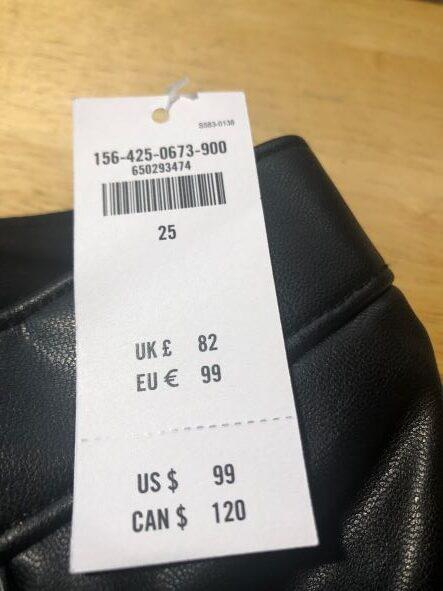 S583-0138
156-425-0673-900
650293474
25
UK £ 82
EU € 99
US $ 99
CAN $ 120